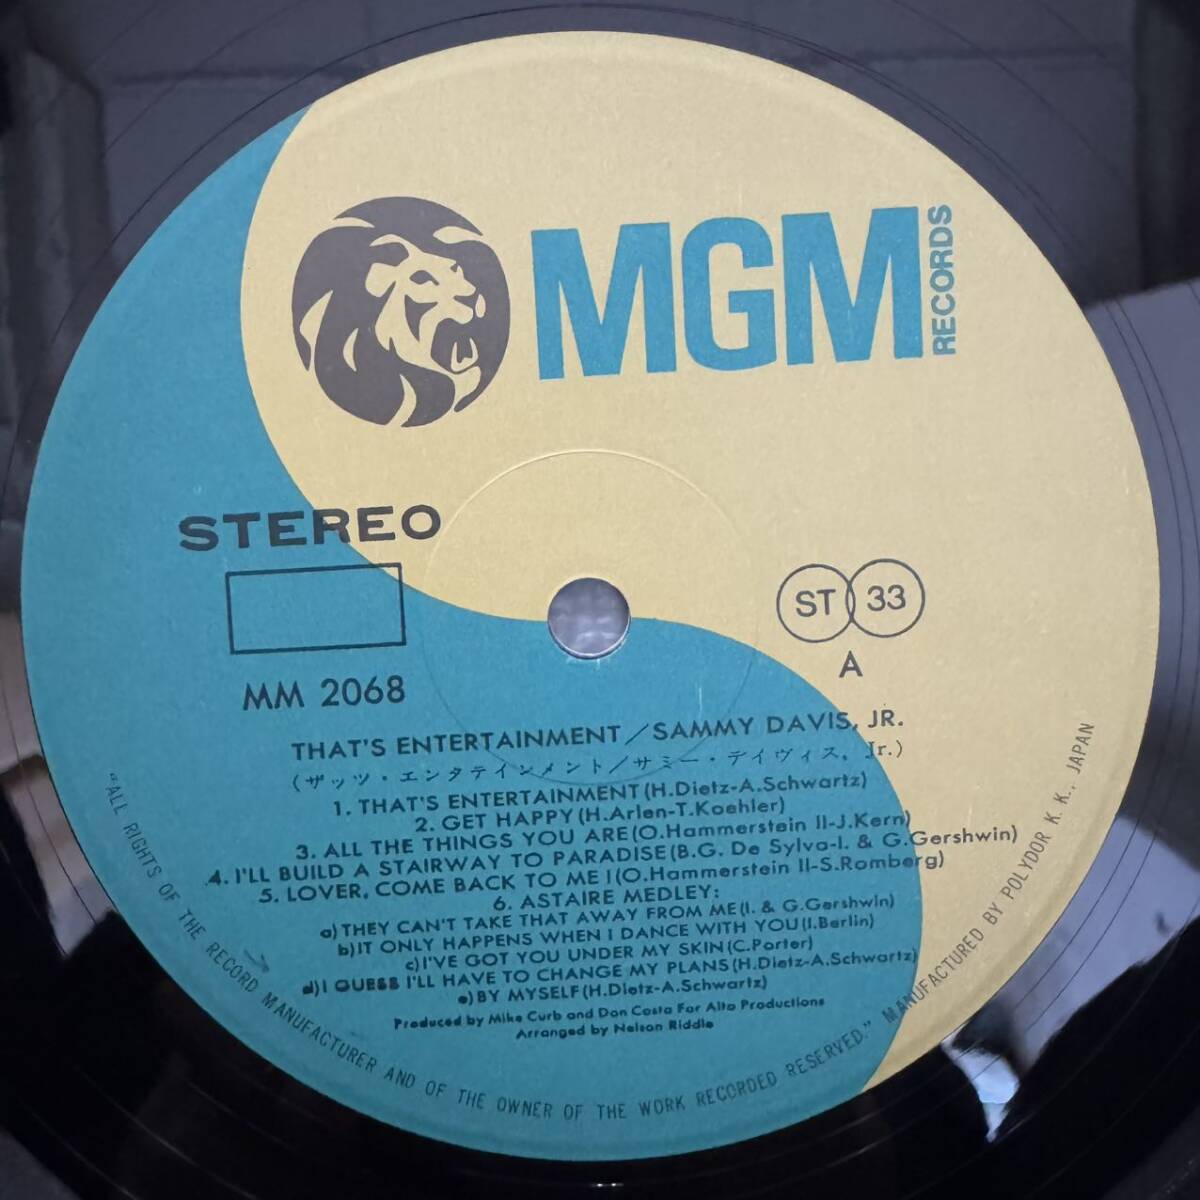 MGM
RECORDS
STEREO
ST 33
A
MM 2068
THAT'S ENTERTAINMENT/SAMMY DAVIS, JR.
(ザッツ・エンタテインメント/サミー・デイヴィス, Jr.)
1. THAT'S ENTERTAINMENT(H.Dietz-A.Schwartz)
2. GET HAPPY(H.Arlen-T.Koehler)
3. ALL THE THINGS YOU ARE(O.Hammerstein II-J.Kern)
4. I'LL BUILD A STAIRWAY TO PARADISE(B.G. De Sylva-I. & G.Gershwin)
5. LOVER, COME BACK TO ME!(O.Hammerstein II-S.Romberg)
6. ASTAIRE MEDLEY:
a)THEY CAN'T TAKE THAT AWAY FROM ME(I. & G.Gershwin)
b)IT ONLY HAPPENS WHEN I DANCE WITH YOU(I.Berlin)
c)I'VE GOT YOU UNDER MY SKIN(C.Porter)
d)I GUESS I'LL HAVE TO CHANGE MY PLANS(H.Dietz-A.Schwartz)
e)BY MYSELF(H.Dietz-A.Schwartz)
Produced by Mike Curb and Don Costa For Alto Productions
Arranged by Nelson Riddle
"ALL RIGHTS OF THE RECORD MANUFACTURER AND OF THE OWNER OF THE WORK RECORDED RESERVED." MANUFACTURED BY POLYDOR K. K., JAPAN